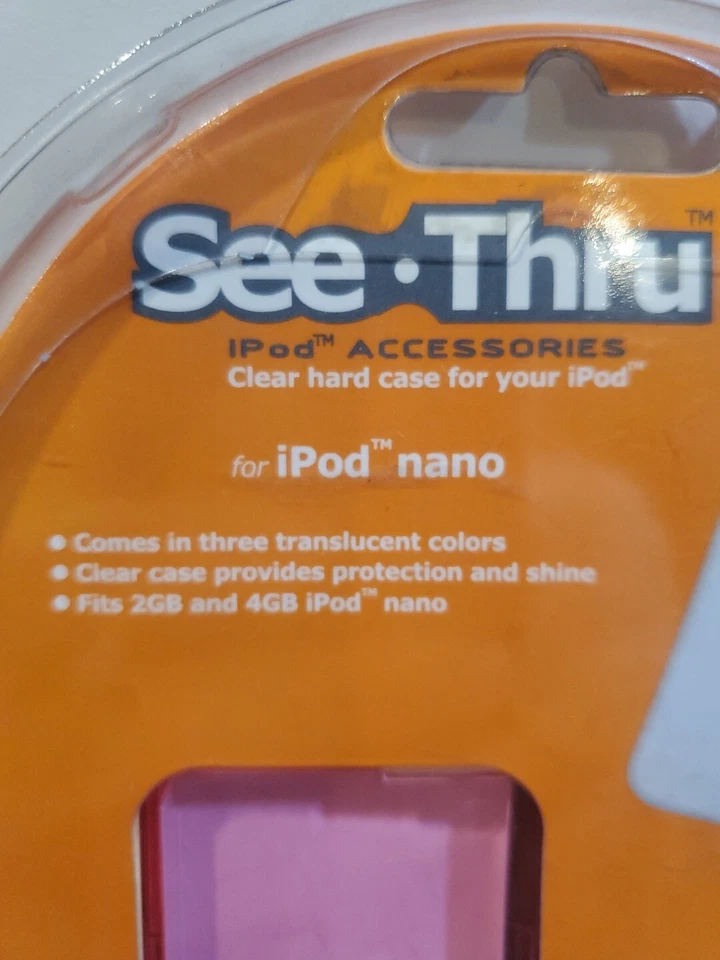 See•Thru™
iPod™ ACCESSORIES
Clear hard case for your iPod™
for iPod™ nano
• Comes in three translucent colors
• Clear case provides protection and shine
• Fits 2GB and 4GB iPod™ nano